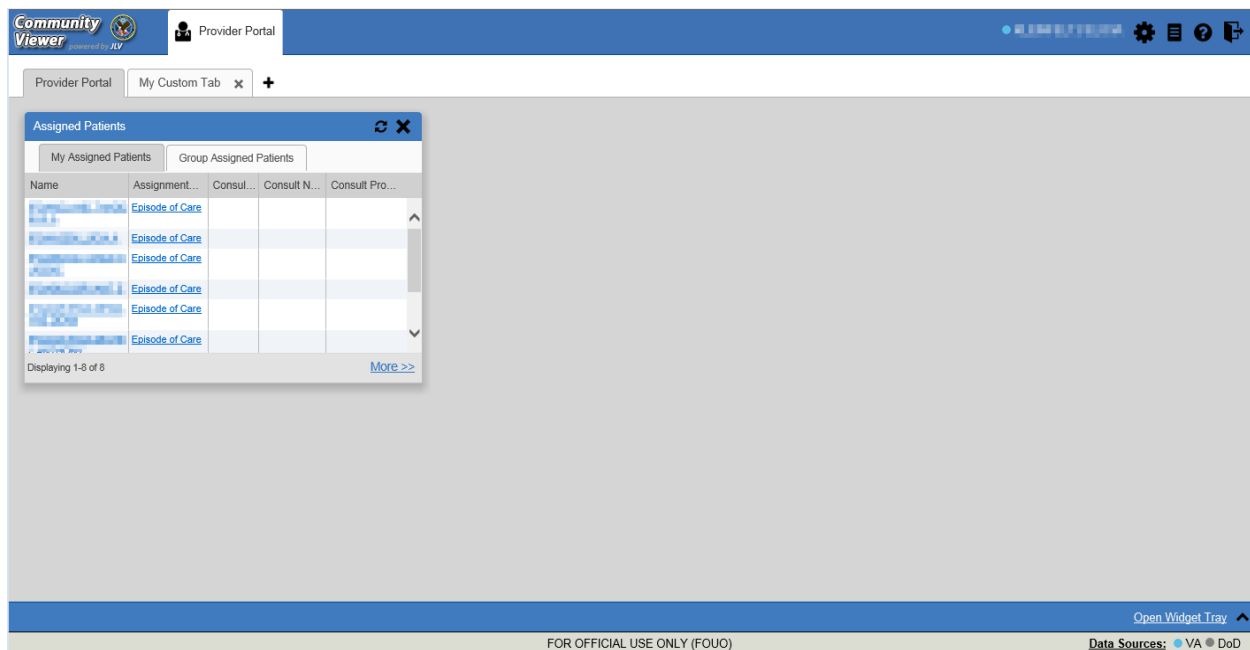 Community
Viewer powered by JLV
Provider Portal
Provider Portal
My Custom Tab
Assigned Patients
My Assigned Patients
Group Assigned Patients
Name Assignment... Consul... Consult N... Consult Pro...
Episode of Care
Episode of Care
Episode of Care
Episode of Care
Episode of Care
Episode of Care
Displaying 1-8 of 8
More >>
Open Widget Tray
FOR OFFICIAL USE ONLY (FOUO)
Data Sources: VA DoD